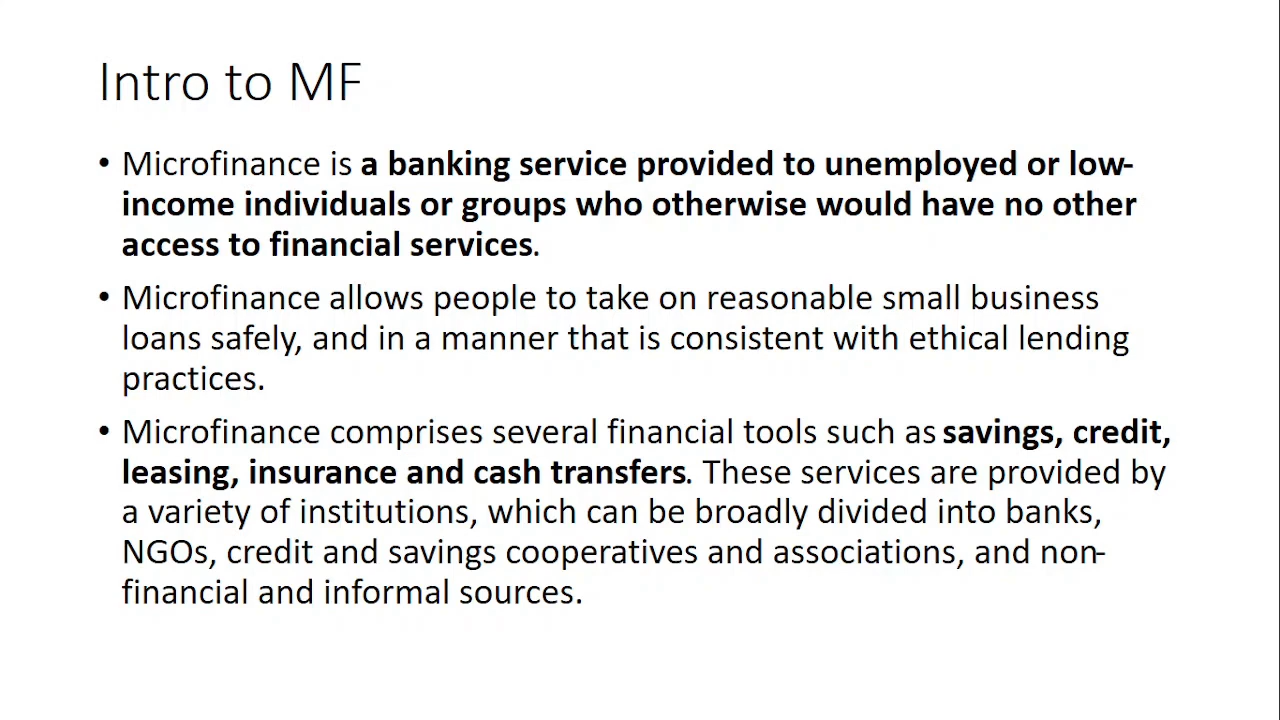 Intro to MF
• Microfinance is a banking service provided to unemployed or low-
income individuals or groups who otherwise would have no other
access to financial services.
• Microfinance allows people to take on reasonable small business
loans safely, and in a manner that is consistent with ethical lending
practices.
• Microfinance comprises several financial tools such as savings, credit,
leasing, insurance and cash transfers. These services are provided by
a variety of institutions, which can be broadly divided into banks,
NGOs, credit and savings cooperatives and associations, and non-
financial and informal sources.